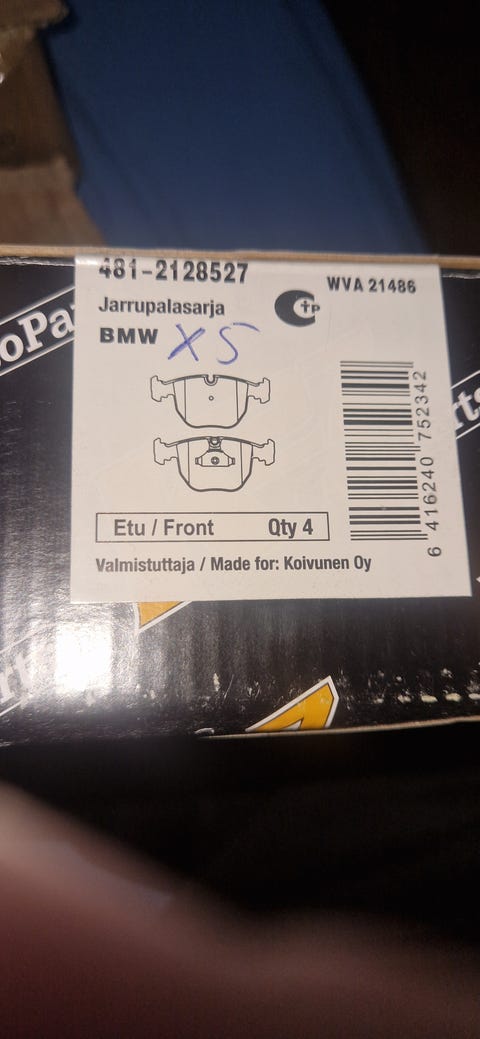 481-2128527
WVA 21486
Jarrupalasarja
BMW X5
Etu / Front Qty 4
Valmistuttaja / Made for: Koivunen Oy
6 416240 752342